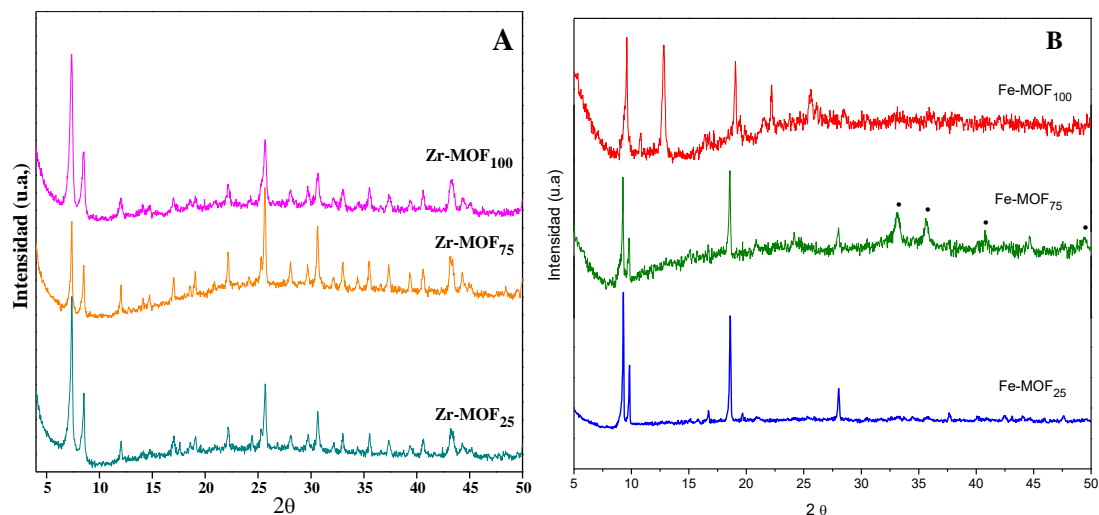 A
Intensidad (u.a,)
Zr-MOF100
Zr-MOF75
Zr-MOF25
5 10 15 20 25 30 35 40 45 50
2θ
B
Intensidad (u.a)
Fe-MOF100
Fe-MOF75
Fe-MOF25
5 10 15 20 25 30 35 40 45 50
2 θ